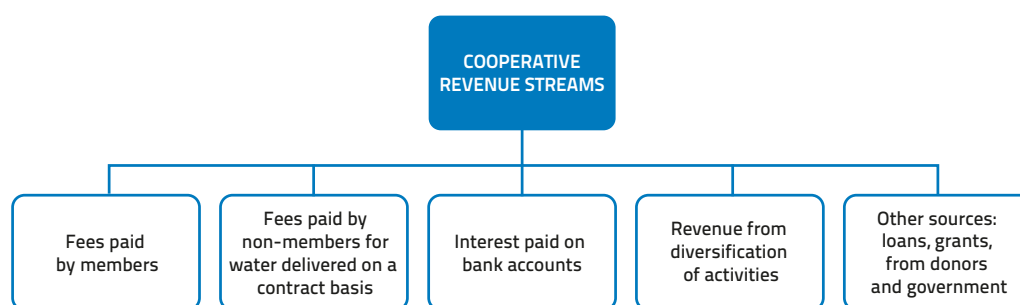 COOPERATIVE
REVENUE STREAMS
Fees paid
by members
Fees paid by
non-members for
water delivered on a
contract basis
Interest paid on
bank accounts
Revenue from
diversification
of activities
Other sources:
loans, grants,
from donors
and government